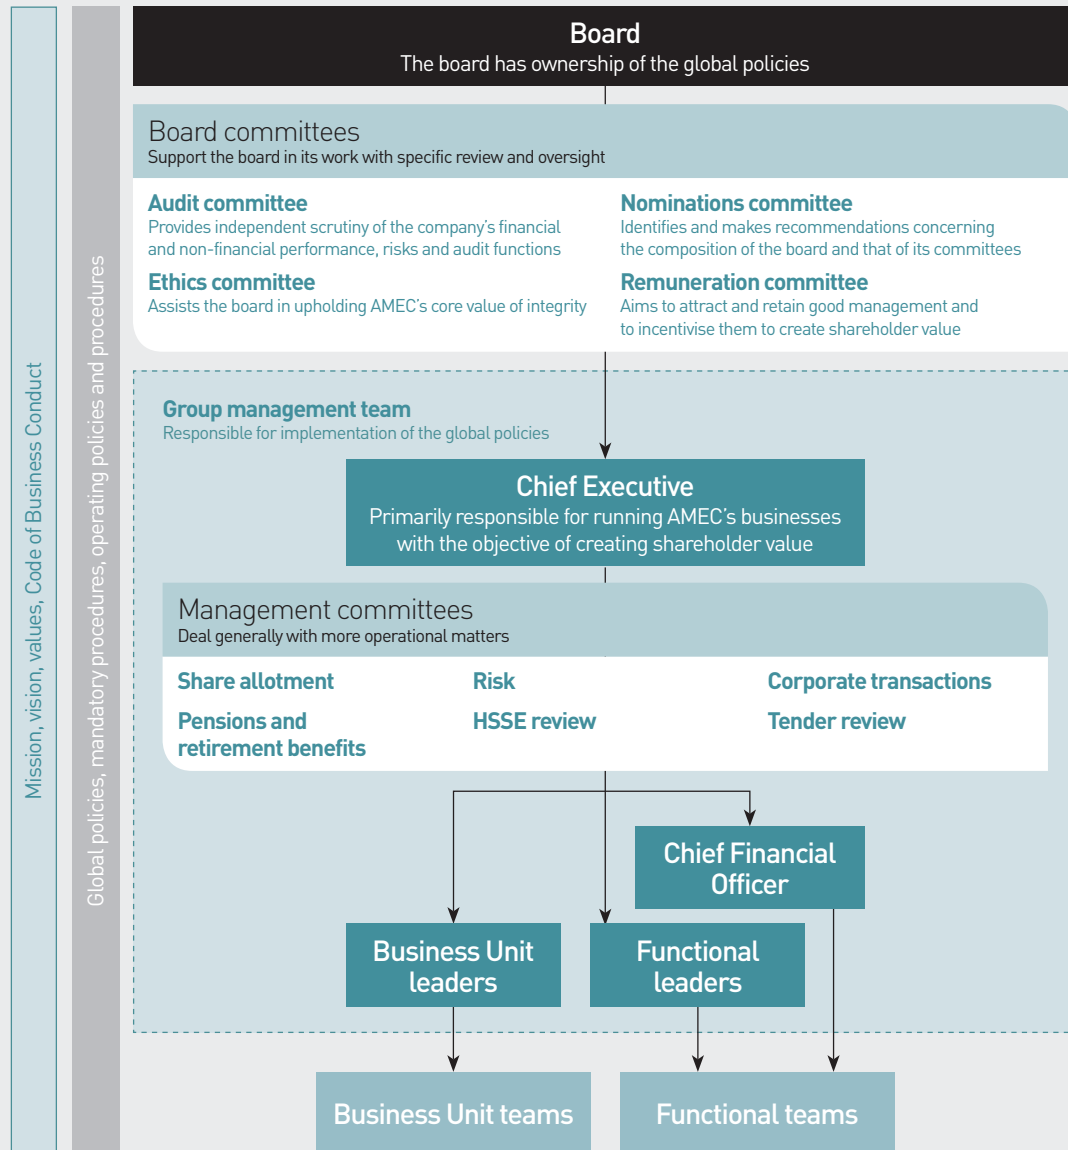 Mission, vision, values, Code of Business Conduct
Global policies, mandatory procedures, operating policies and procedures
Board
The board has ownership of the global policies
Board committees
Support the board in its work with specific review and oversight
Audit committee
Provides independent scrutiny of the company's financial
and non-financial performance, risks and audit functions
Ethics committee
Assists the board in upholding AMEC's core value of integrity
Nominations committee
Identifies and makes recommendations concerning
the composition of the board and that of its committees
Remuneration committee
Aims to attract and retain good management and
to incentivise them to create shareholder value
Group management team
Responsible for implementation of the global policies
Chief Executive
Primarily responsible for running AMEC's businesses
with the objective of creating shareholder value
Management committees
Deal generally with more operational matters
Share allotment
Risk
Corporate transactions
Pensions and
retirement benefits
HSSE review
Tender review
Chief Financial
Officer
Business Unit
leaders
Functional
leaders
Business Unit teams
Functional teams